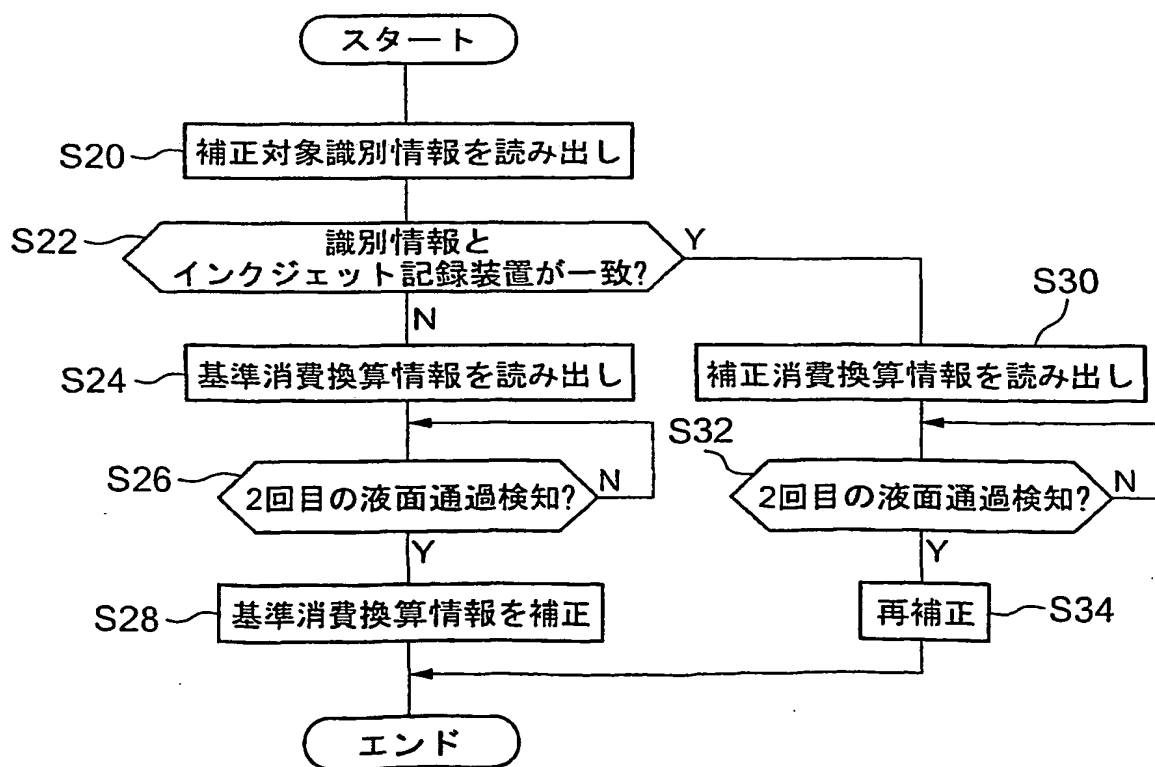 スタート
S20
補正対象識別情報を読み出し
S22
識別情報と
インクジェット記録装置が一致?
Y
N
S30
S24
基準消費換算情報を読み出し
補正消費換算情報を読み出し
S26
2回目の液面通過検知?
N
S32
2回目の液面通過検知?
N
Y
Y
S28
基準消費換算情報を補正
再補正
S34
エンド